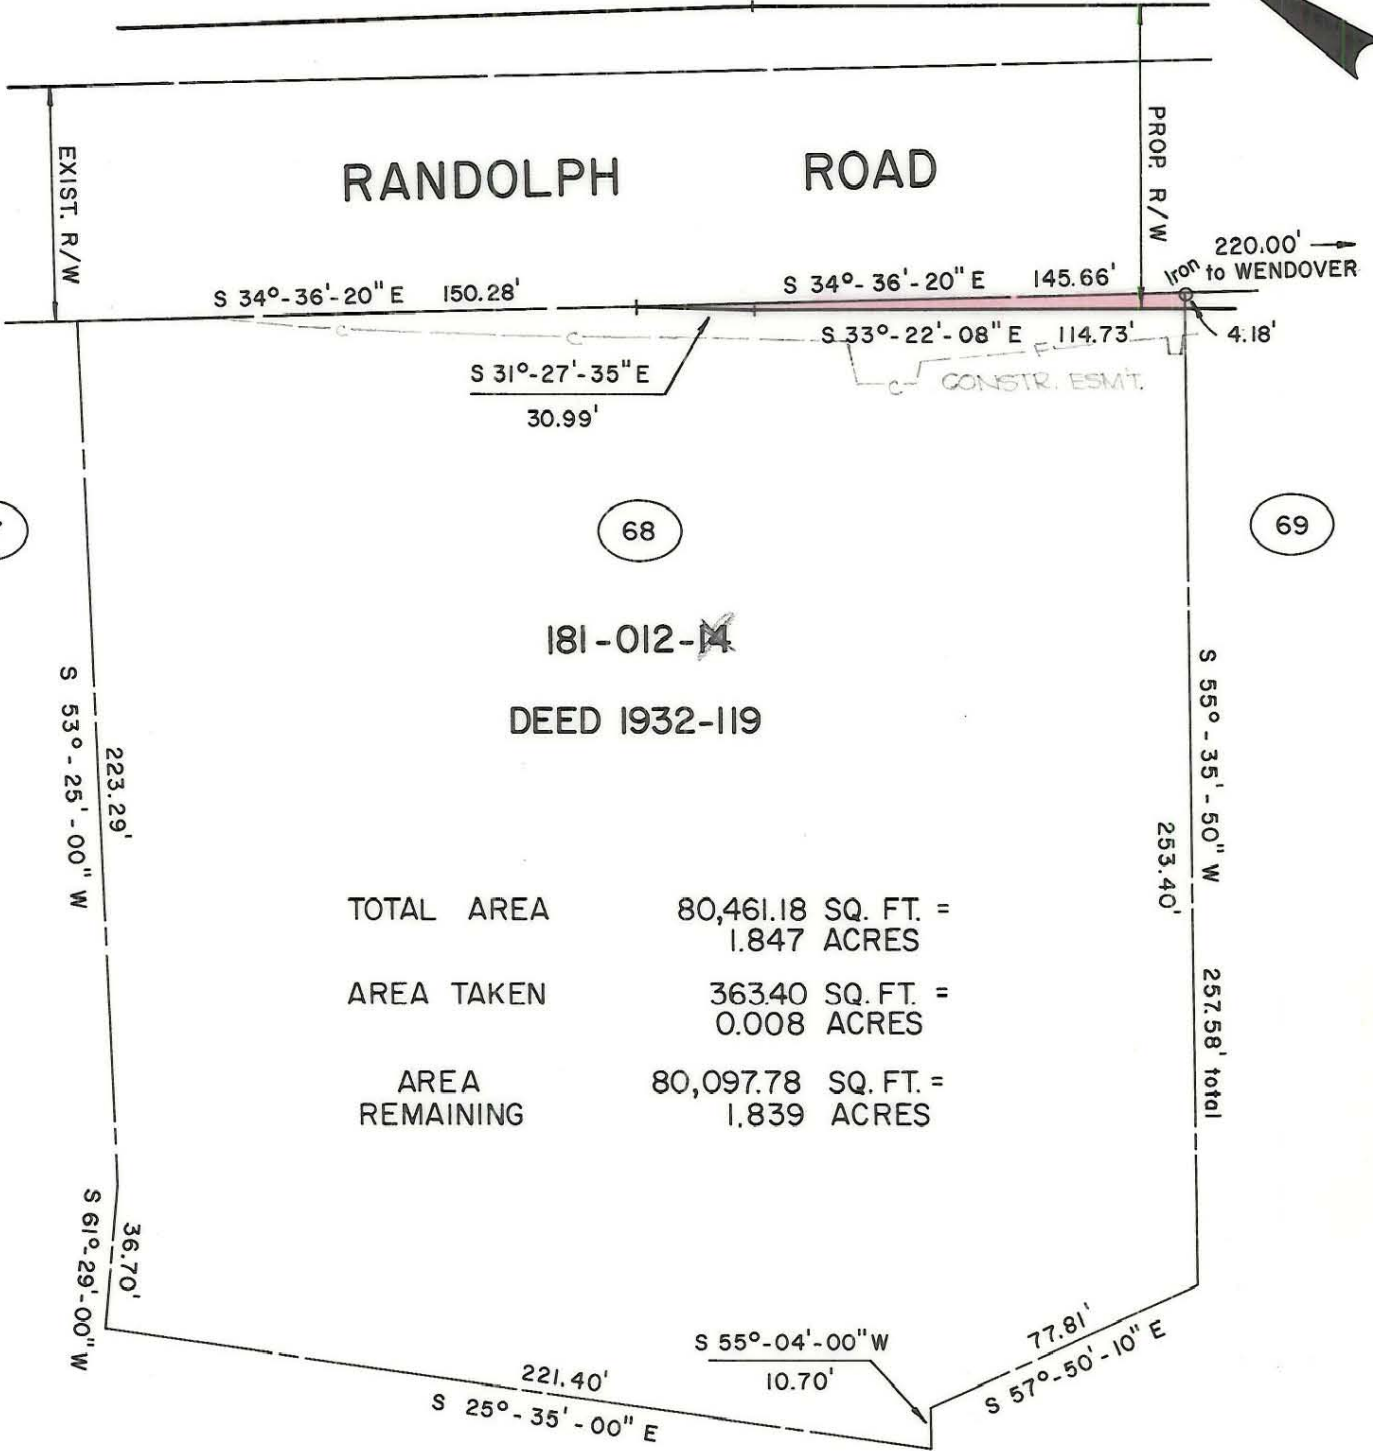 RANDOLPH ROAD
EXIST. R/W
PROP. R/W
220.00'
Iron to WENDOVER
S 34°-36'-20" E 150.28'
S 34°-36'-20" E 145.66'
S 33°-22'-08" E 114.73'
4.18'
C C F
C CONSTR. ESM'T.
S 31°-27'-35" E
30.99'
68
69
181-012-
DEED 1932-119
S 53°-25'-00" W
223.29'
S 55°-35'-50" W
253.40'
257.58' total
TOTAL AREA 80,461.18 SQ. FT. =
1.847 ACRES
AREA TAKEN 363.40 SQ. FT. =
0.008 ACRES
AREA 80,097.78 SQ. FT. =
REMAINING 1.839 ACRES
S 61°-29'-00" W
36.70'
221.40'
S 25°-35'-00" E
S 55°-04'-00" W
10.70'
77.81'
S 57°-50'-10" E